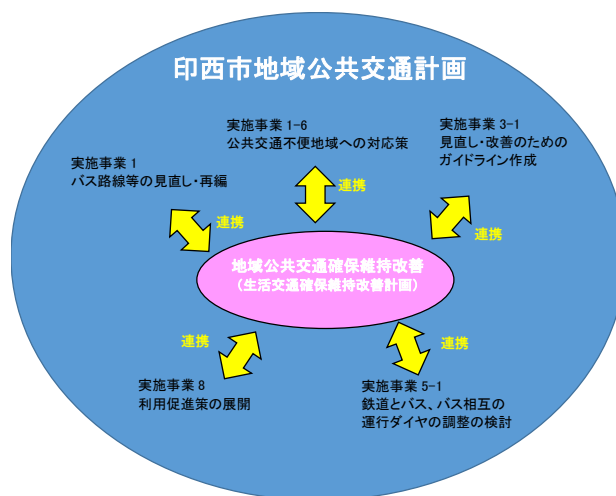 印西市地域公共交通計画
実施事業 1-6
公共交通不便地域への対応策
実施事業 3-1
見直し・改善のための
ガイドライン作成
実施事業 1
バス路線等の見直し・再編
連携
連携
連携
地域公共交通確保維持改善
（生活交通確保維持改善計画）
連携
連携
実施事業 8
利用促進策の展開
実施事業 5-1
鉄道とバス、バス相互の
運行ダイヤの調整の検討